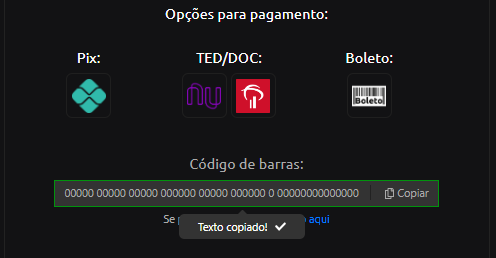 Opções para pagamento:
Pix: TED/DOC: Boleto:
nu Boleto
Código de barras:
00000 00000 00000 000000 00000 000000 0 00000000000000 Copiar
Se aqui
Texto copiado!